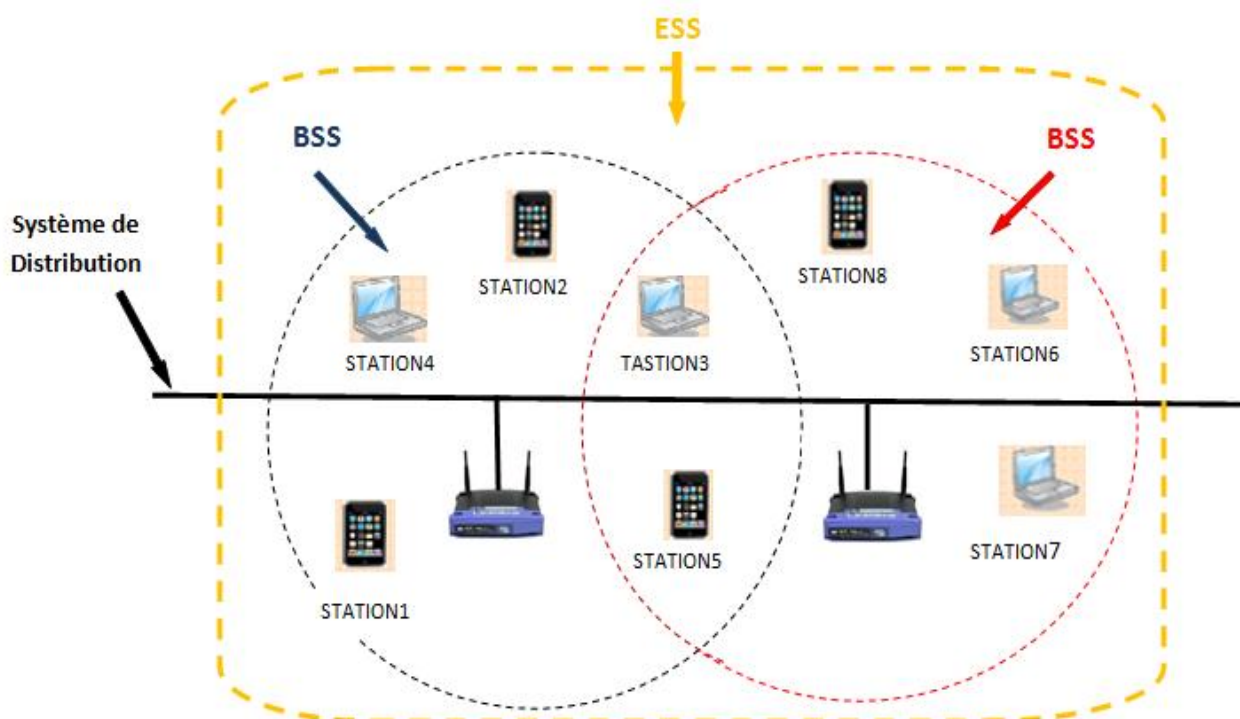 ESS
BSS
BSS
Système de
Distribution
STATION2
STATION8
STATION4
TASTION3
STATION6
STATION5
STATION7
STATION1